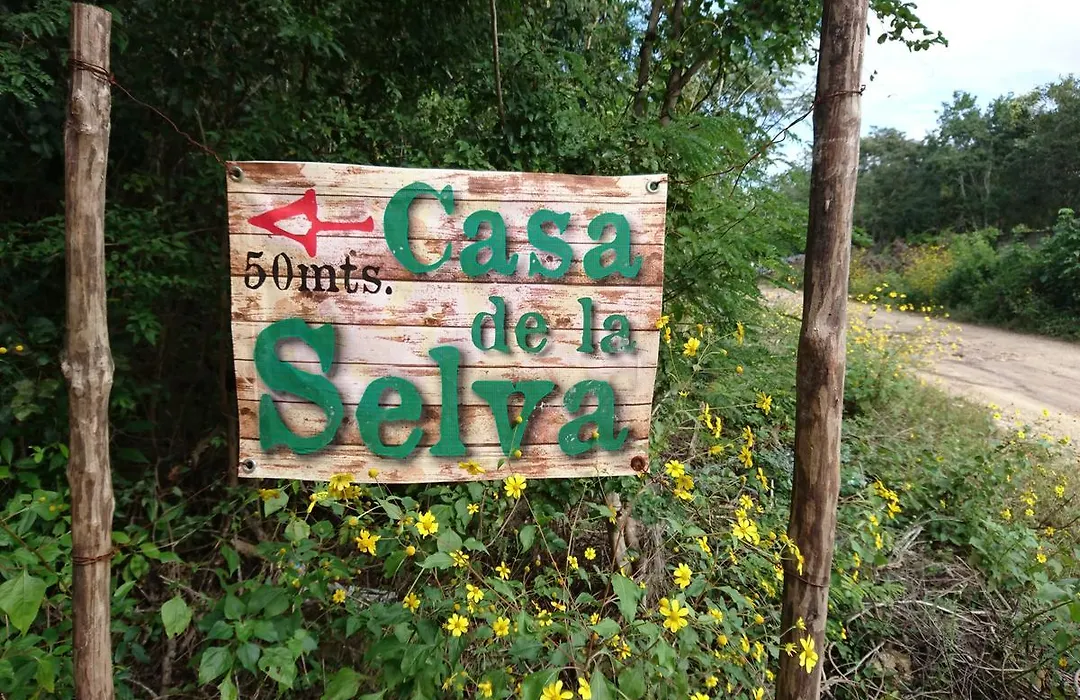 Casa
50mts.
de la
Selva